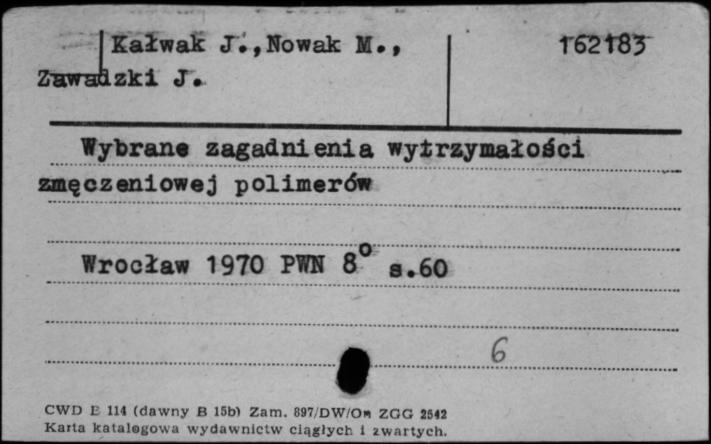 Kałwak J.,Nowak M., 162183
Zawadzki J.
Wybrane zagadnienia wytrzymałości
zmęczeniowej polimerów
Wrocław 1970 PWN 8° s.60
6
CWD E 114 (dawny B 15b) Zam. 897/DW/Om ZGG 2542
Karta katalogowa wydawnictw ciągłych i zwartych.